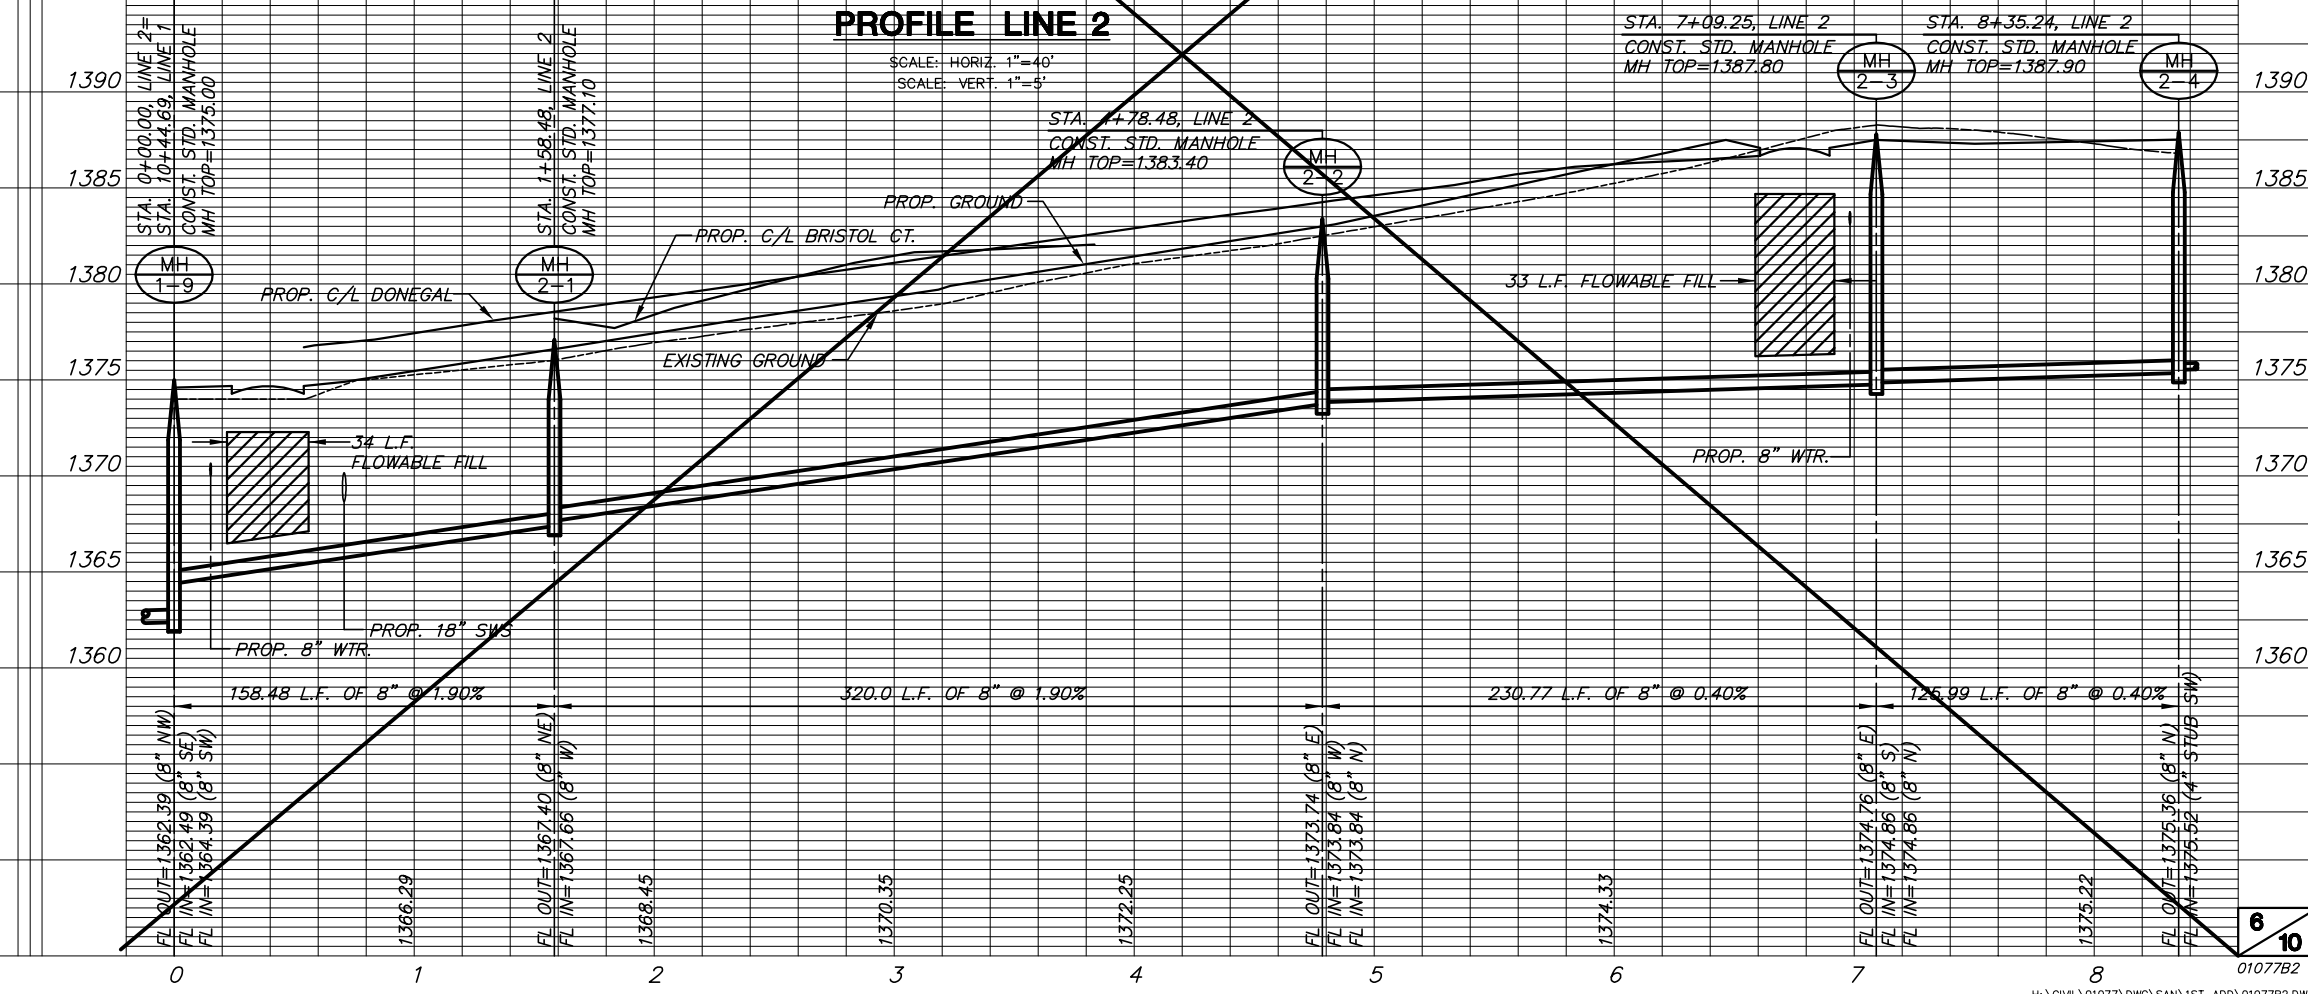 PROFILE LINE 2
SCALE: HORIZ. 1"=40'
SCALE: VERT. 1"=5'
STA. 0+00.00, LINE 2=
STA. 10+44.69, LINE 1
CONST. STD. MANHOLE
MH TOP=1375.00
MH
1-9
STA. 1+58.48, LINE 2
CONST. STD. MANHOLE
MH TOP=1377.10
MH
2-1
STA. 4+78.48, LINE 2
CONST. STD. MANHOLE
MH TOP=1383.40
MH
2-2
STA. 7+09.25, LINE 2
CONST. STD. MANHOLE
MH TOP=1387.80
MH
2-3
STA. 8+35.24, LINE 2
CONST. STD. MANHOLE
MH TOP=1387.90
MH
2-4
1390
1385
1380
1375
1370
1365
1360
1390
1385
1380
1375
1370
1365
1360
PROP. GROUND
PROP. C/L BRISTOL CT.
PROP. C/L DONEGAL
EXISTING GROUND
33 L.F. FLOWABLE FILL
34 L.F.
FLOWABLE FILL
PROP. 8" WTR.
PROP. 18" SWS
PROP. 8" WTR.
158.48 L.F. OF 8" @ 1.90%
320.0 L.F. OF 8" @ 1.90%
230.77 L.F. OF 8" @ 0.40%
125.99 L.F. OF 8" @ 0.40%
FL OUT=1362.39 (8" NW)
FL IN=1362.49 (8" SE)
FL IN=1364.39 (8" SW)
1366.29
FL OUT=1367.40 (8" NE)
FL IN=1367.66 (8" W)
1368.45
1370.35
1372.25
FL OUT=1373.74 (8" E)
FL IN=1373.84 (8" W)
FL IN=1373.84 (8" N)
1374.33
FL OUT=1374.76 (8" E)
FL IN=1374.86 (8" S)
FL IN=1374.86 (8" N)
1375.22
FL OUT=1375.36 (8" N)
FL IN=1375.52 (4" STUB SW)
0 1 2 3 4 5 6 7 8
6
10
01077B2